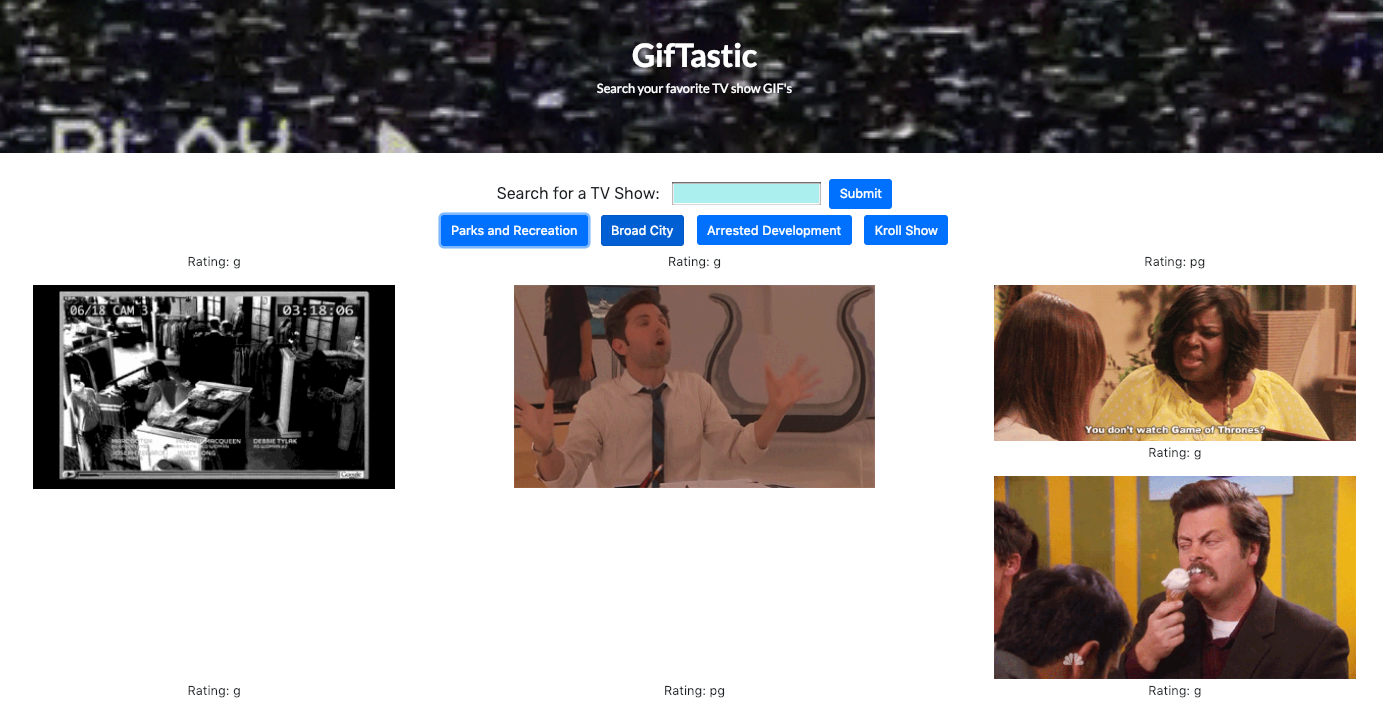 GifTastic
Search your favorite TV show GIF's
PLAY
Search for a TV Show: Submit
Parks and Recreation Broad City Arrested Development Kroll Show
Rating: g Rating: g Rating: pg
06/18 CAM 3 03:18:06
DEBBIE TYLAK
Google
You don't watch Game of Thrones?
Rating: g
Rating: g Rating: pg Rating: g